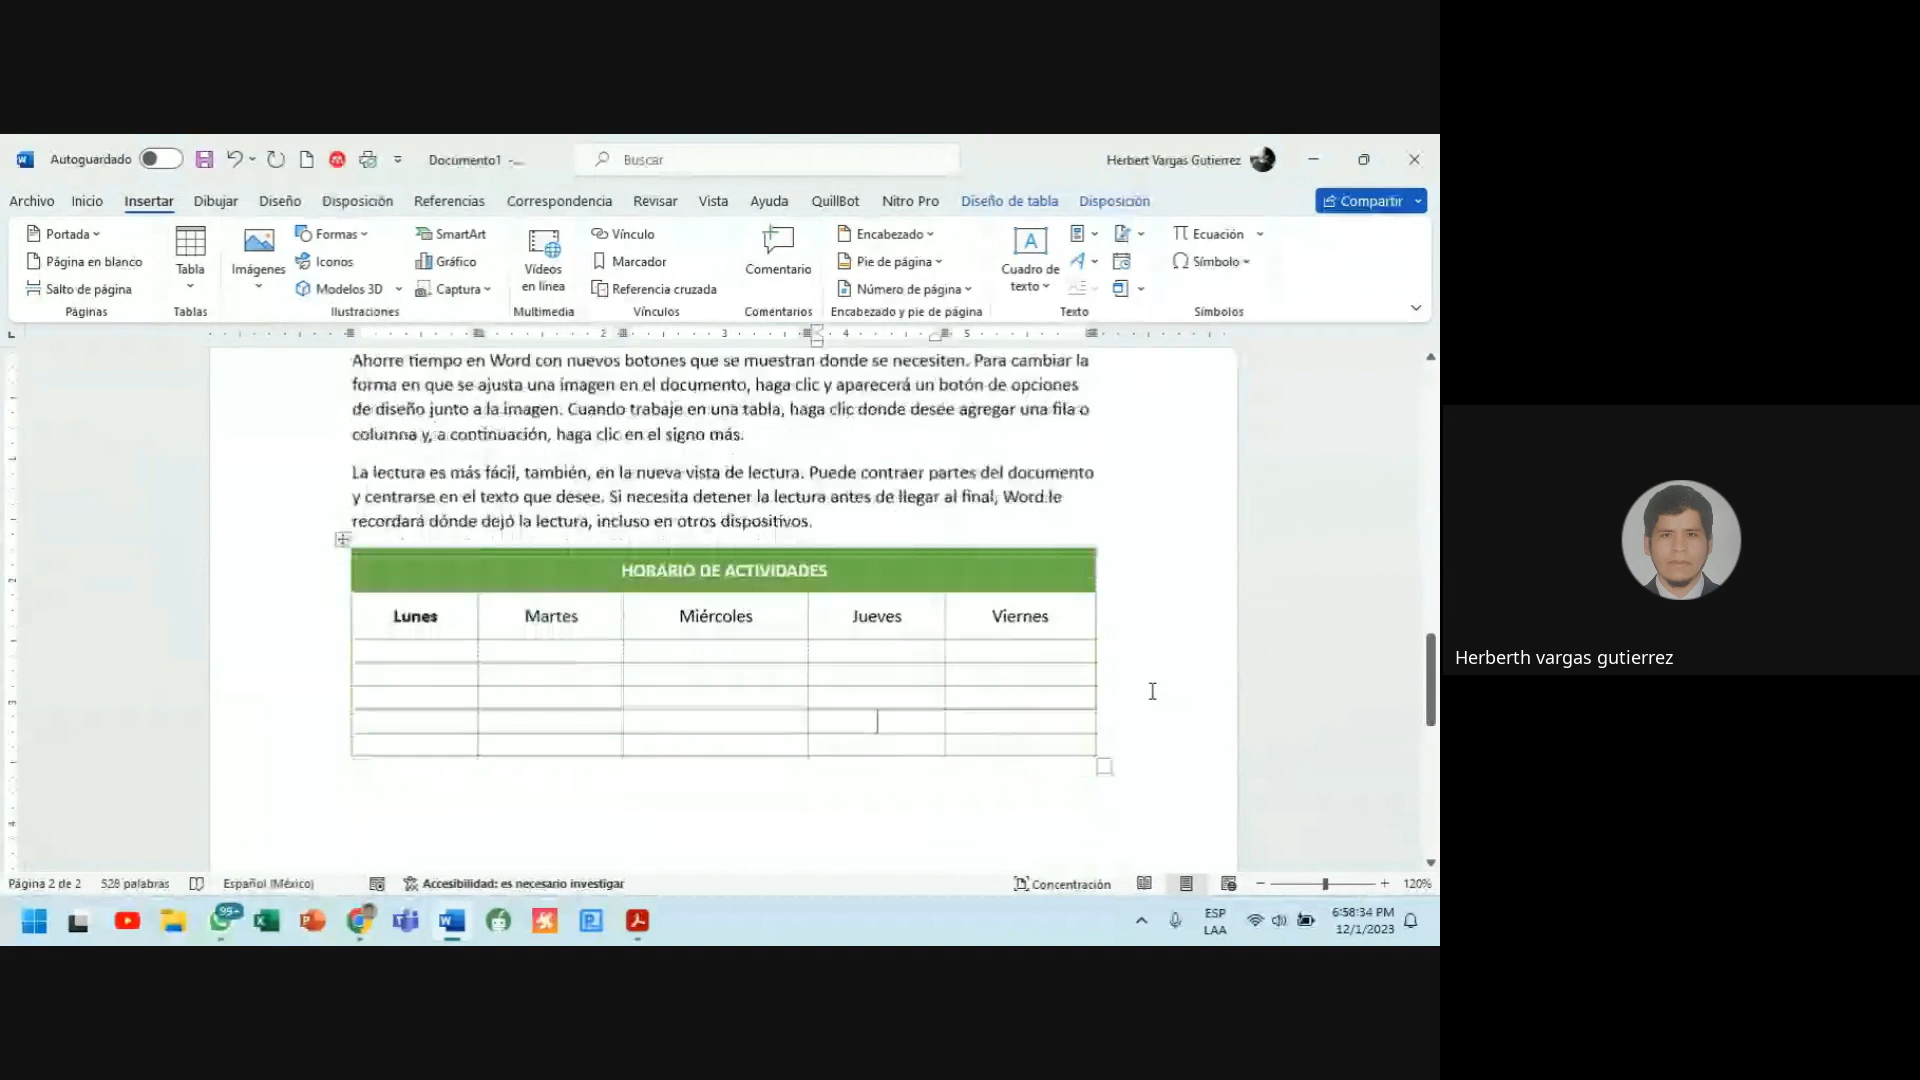 Autoguardado
Documento1 -...
Buscar
Herbert Vargas Gutierrez
Archivo Inicio Insertar Dibujar Diseño Disposición Referencias Correspondencia Revisar Vista Ayuda QuillBot Nitro Pro Diseño de tabla Disposición Compartir
Portada
Página en blanco
Salto de página
Páginas
Tabla
Tablas
Imágenes
Formas
Iconos
Modelos 3D
SmartArt
Gráfico
Captura
Ilustraciones
Vídeos
en línea
Multimedia
Vínculo
Marcador
Referencia cruzada
Vínculos
Comentario
Comentarios
Encabezado
Pie de página
Número de página
Encabezado y pie de página
Cuadro de
texto
Texto
Ecuación
Símbolo
Símbolos
2 3 4 5
Ahorre tiempo en Word con nuevos botones que se muestran donde se necesiten. Para cambiar la
forma en que se ajusta una imagen en el documento, haga clic y aparecerá un botón de opciones
de diseño junto a la imagen. Cuando trabaje en una tabla, haga clic donde desee agregar una fila o
columna y, a continuación, haga clic en el signo más.
La lectura es más fácil, también, en la nueva vista de lectura. Puede contraer partes del documento
y centrarse en el texto que desee. Si necesita detener la lectura antes de llegar al final, Word le
recordará dónde dejó la lectura, incluso en otros dispositivos.
HORARIO DE ACTIVIDADES
Lunes Martes Miércoles Jueves Viernes
Página 2 de 2 528 palabras Español (México) Accesibilidad: es necesario investigar Concentración 120%
99+
ESP
LAA
6:58:34 PM
12/1/2023
Herberth vargas gutierrez